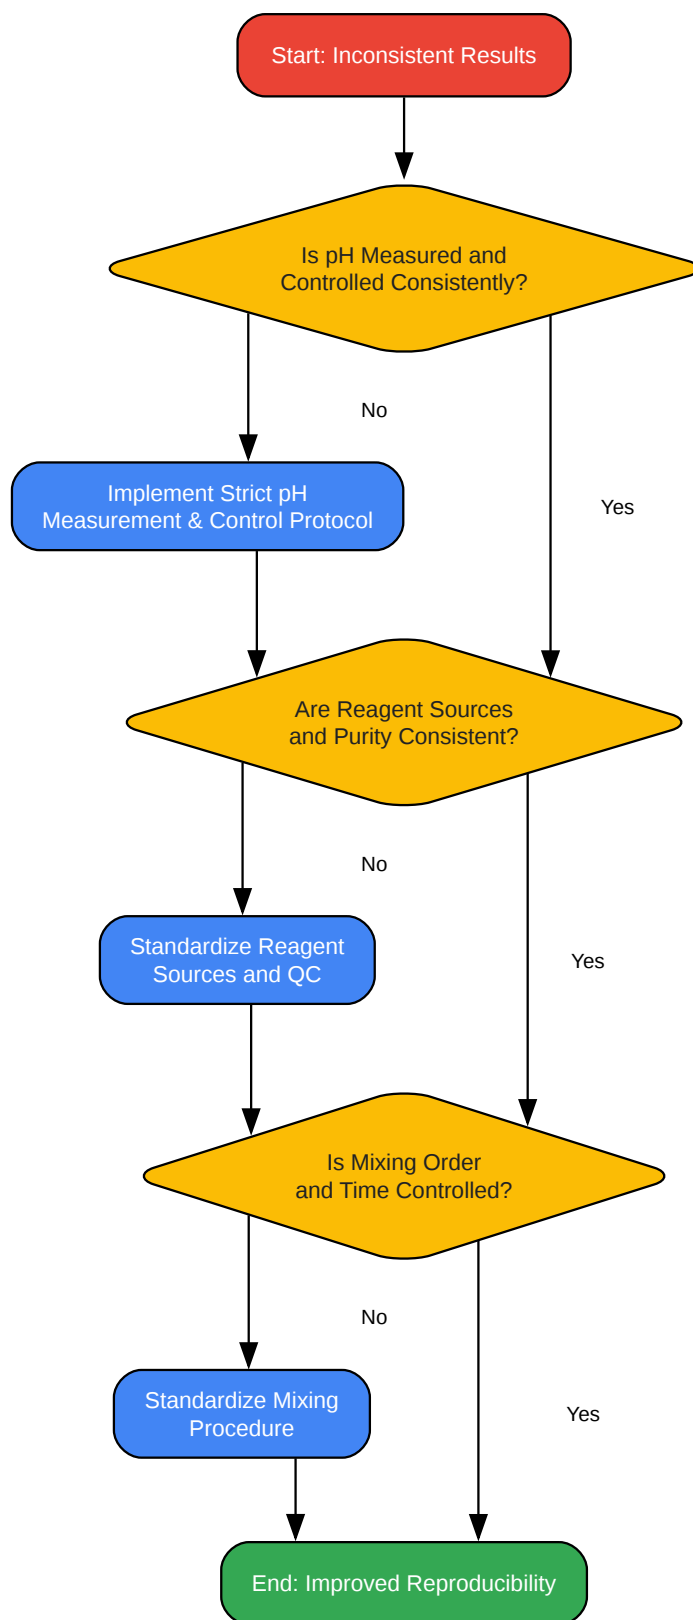 Start: Inconsistent Results
Is pH Measured and
Controlled Consistently?
No
Implement Strict pH
Measurement & Control Protocol
Yes
Are Reagent Sources
and Purity Consistent?
No
Standardize Reagent
Sources and QC
Yes
Is Mixing Order
and Time Controlled?
No
Standardize Mixing
Procedure
Yes
End: Improved Reproducibility